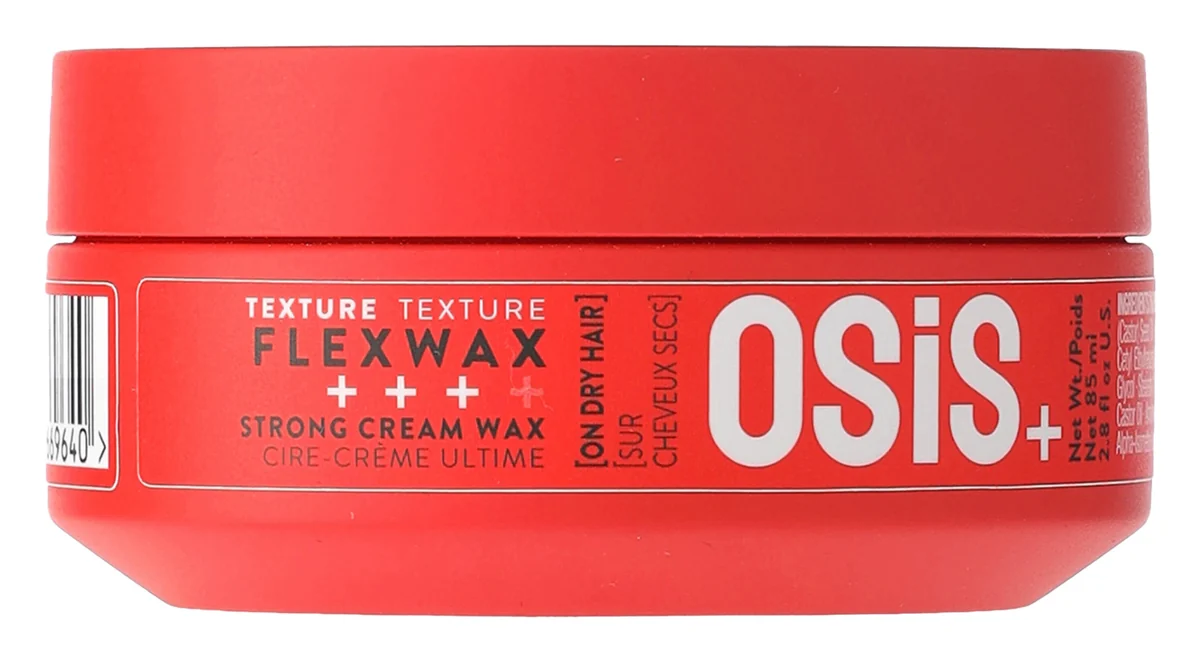 TEXTURE TEXTURE
FLEXWAX
+ + + +
STRONG CREAM WAX
CIRE-CRÈME ULTIME
[ON DRY HAIR]
[SUR
CHEVEUX SECS]
OSiS+
Net Wt./Poids
Net 85 ml
2.8 fl oz U.S.
69640 >